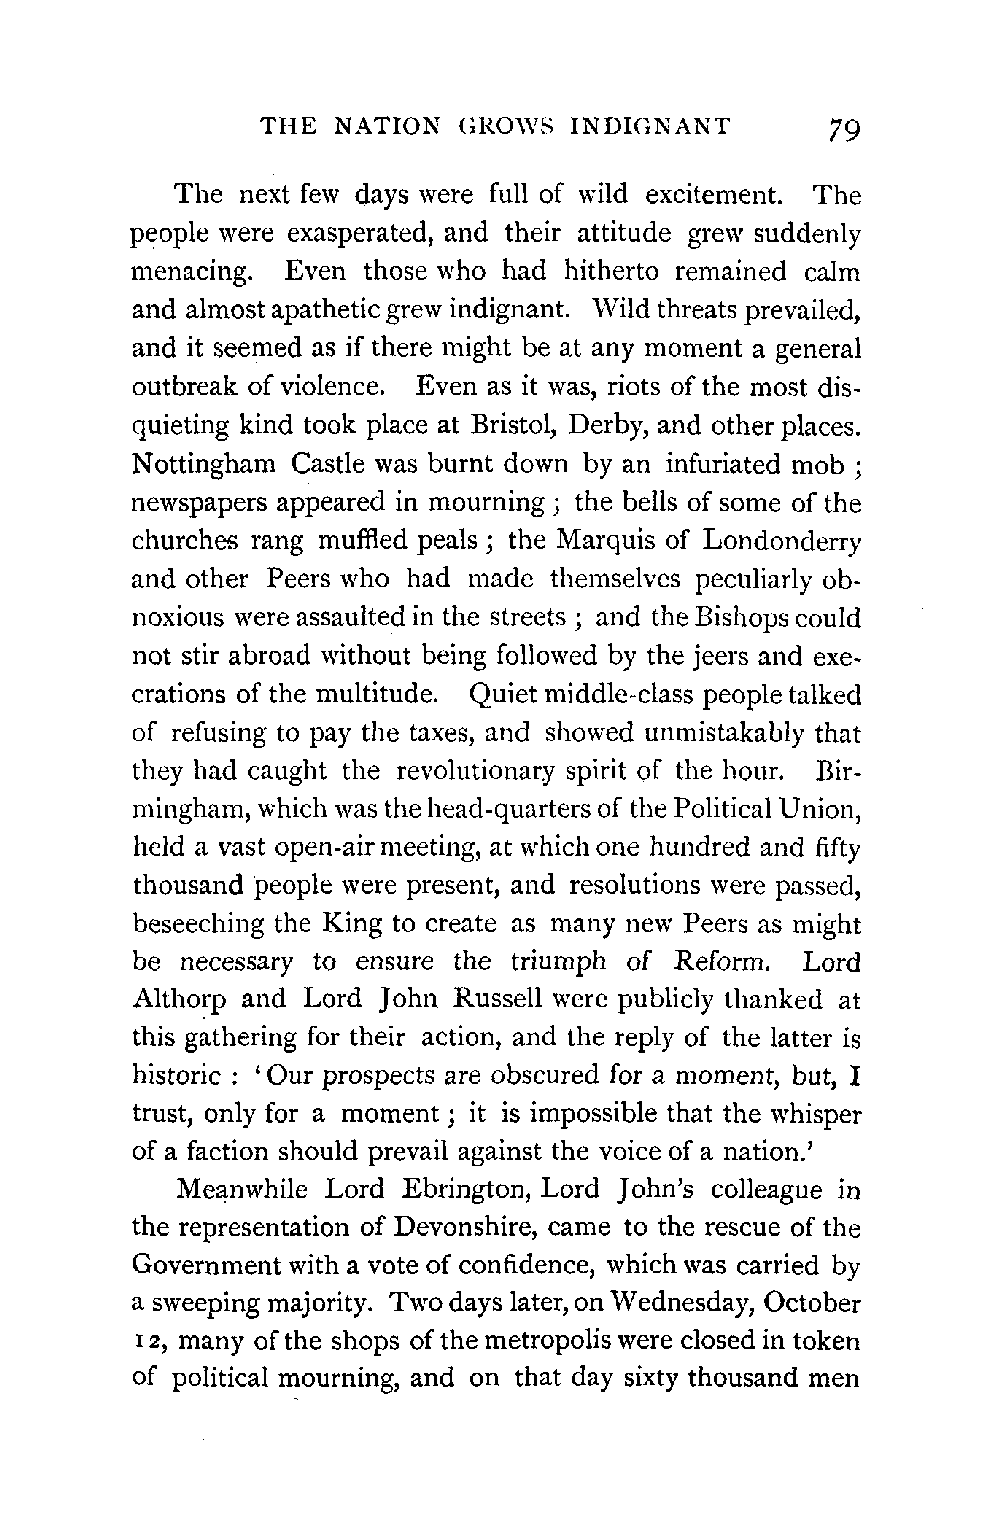 THE NATION GROWS INDIGNANT 79
The next few days were full of wild excitement. The
people were exasperated, and their attitude grew suddenly
menacing. Even those who had hitherto remained calm
and almost apathetic grew indignant. Wild threats prevailed,
and it seemed as if there might be at any moment a general
outbreak of violence. Even as it was, riots of the most dis-
quieting kind took place at Bristol, Derby, and other places.
Nottingham Castle was burnt down by an infuriated mob ;
newspapers appeared in mourning ; the bells of some of the
churches rang muffled peals ; the Marquis of Londonderry
and other Peers who had made themselves peculiarly ob-
noxious were assaulted in the streets ; and the Bishops could
not stir abroad without being followed by the jeers and exe-
crations of the multitude. Quiet middle-class people talked
of refusing to pay the taxes, and showed unmistakably that
they had caught the revolutionary spirit of the hour. Bir-
mingham, which was the head-quarters of the Political Union,
held a vast open-air meeting, at which one hundred and fifty
thousand people were present, and resolutions were passed,
beseeching the King to create as many new Peers as might
be necessary to ensure the triumph of Reform. Lord
Althorp and Lord John Russell were publicly thanked at
this gathering for their action, and the reply of the latter is
historic : ‘Our prospects are obscured for a moment, but, I
trust, only for a moment ; it is impossible that the whisper
of a faction should prevail against the voice of a nation.’
Meanwhile Lord Ebrington, Lord John’s colleague in
the representation of Devonshire, came to the rescue of the
Government with a vote of confidence, which was carried by
a sweeping majority. Two days later, on Wednesday, October
12, many of the shops of the metropolis were closed in token
of political mourning, and on that day sixty thousand men